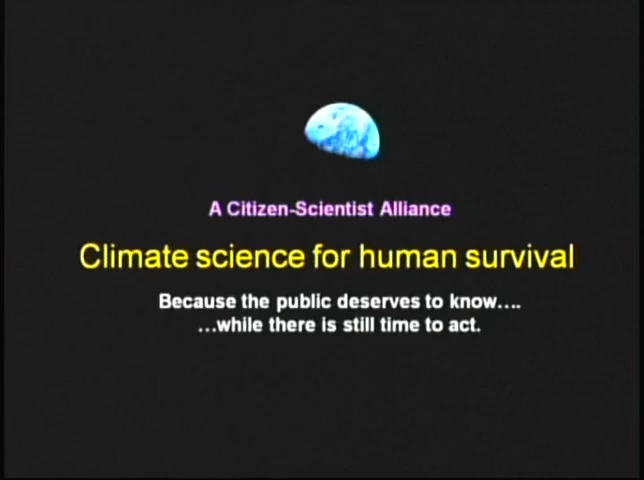 A Citizen-Scientist Alliance
Climate science for human survival
Because the public deserves to know....
...while there is still time to act.